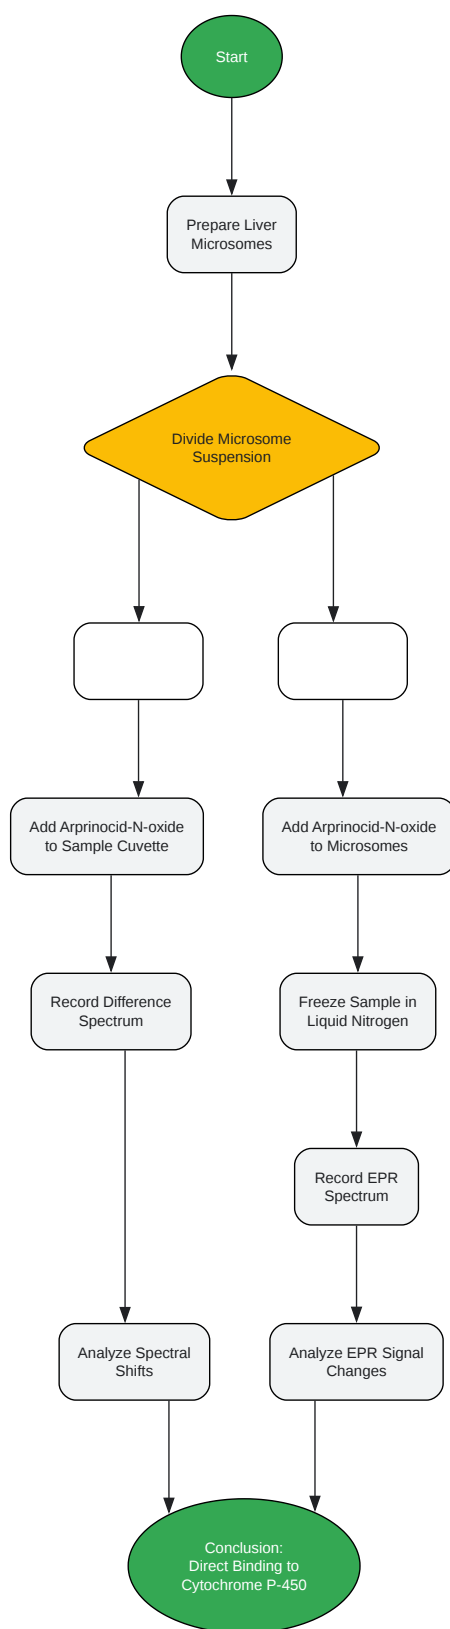 Start
Prepare Liver
Microsomes
Divide Microsome
Suspension
Add Arprinocid-N-oxide
to Sample Cuvette
Add Arprinocid-N-oxide
to Microsomes
Record Difference
Spectrum
Freeze Sample in
Liquid Nitrogen
Record EPR
Spectrum
Analyze Spectral
Shifts
Analyze EPR Signal
Changes
Conclusion:
Direct Binding to
Cytochrome P-450